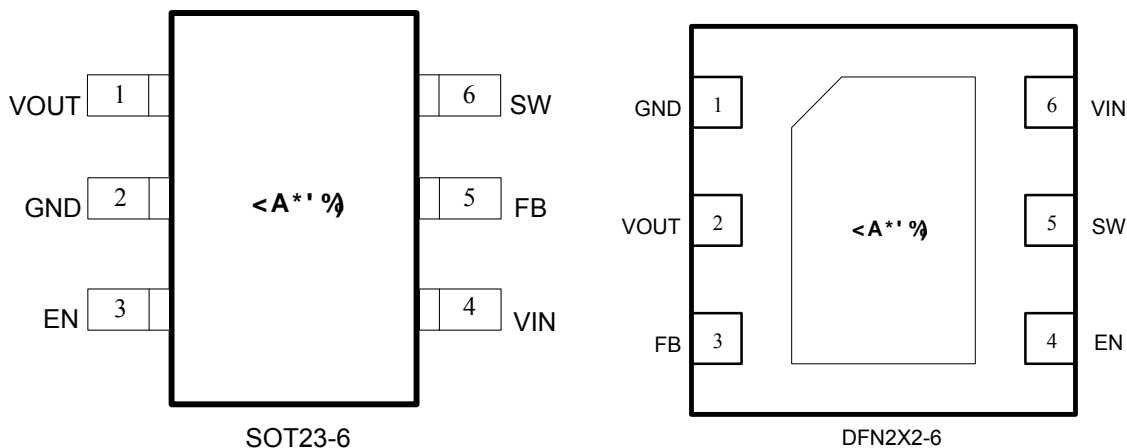 VOUT 1 6 SW
GND 2 <A*'% 5 FB
EN 3 4 VIN
SOT23-6
GND 1 6 VIN
VOUT 2 <A*'% 5 SW
FB 3 4 EN
DFN2X2-6